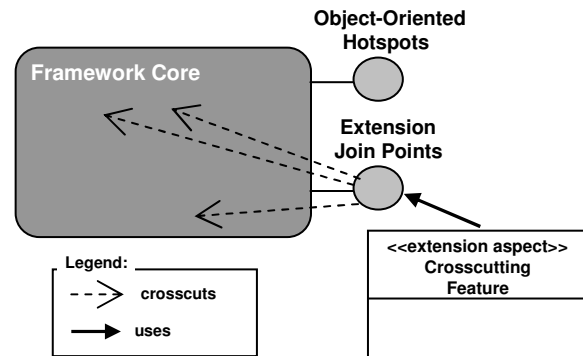 Object-Oriented
Hotspots
Framework Core
Extension
Join Points
<<extension aspect>>
Crosscutting
Feature
Legend:
crosscuts
uses